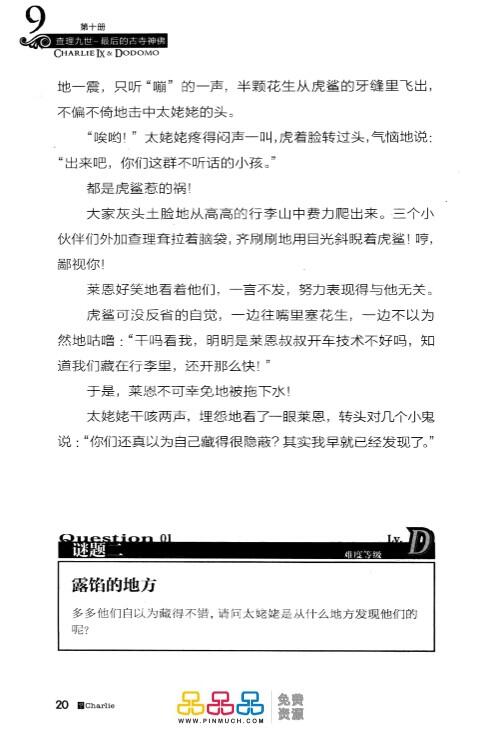 9
第十册
查理九世-最后的古寺神佛
CHARLIE IX & DODOMO
地一震，只听“嘣”的一声，半颗花生从虎鲨的牙缝里飞出，
不偏不倚地击中太姥姥的头。
“唉哟！”太姥姥疼得闷声一叫，虎着脸转过头，气恼地说：
“出来吧，你们这群不听话的小孩。”
都是虎鲨惹的祸！
大家灰头土脸地从高高的行李山中费力爬出来。三个小
伙伴们外加查理耷拉着脑袋，齐刷刷地用目光斜睨着虎鲨！哼，
鄙视你！
莱恩好笑地看着他们，一言不发，努力表现得与他无关。
虎鲨可没反省的自觉，一边往嘴里塞花生，一边不以为
然地咕噜：“干吗看我，明明是莱恩叔叔开车技术不好吗，知
道我们藏在行李里，还开那么快！”
于是，莱恩不可幸免地被拖下水！
太姥姥干咳两声，埋怨地看了一眼莱恩，转头对几个小鬼
说：“你们还真以为自己藏得很隐蔽？其实我早就已经发现了。”
Question 01
Lv. D
谜题二
难度等级
露馅的地方
多多他们自以为藏得不错，请问太姥姥是从什么地方发现他们的
呢？
20 Charlie
品品品
WWW.PINMUCH.COM
免费
资源